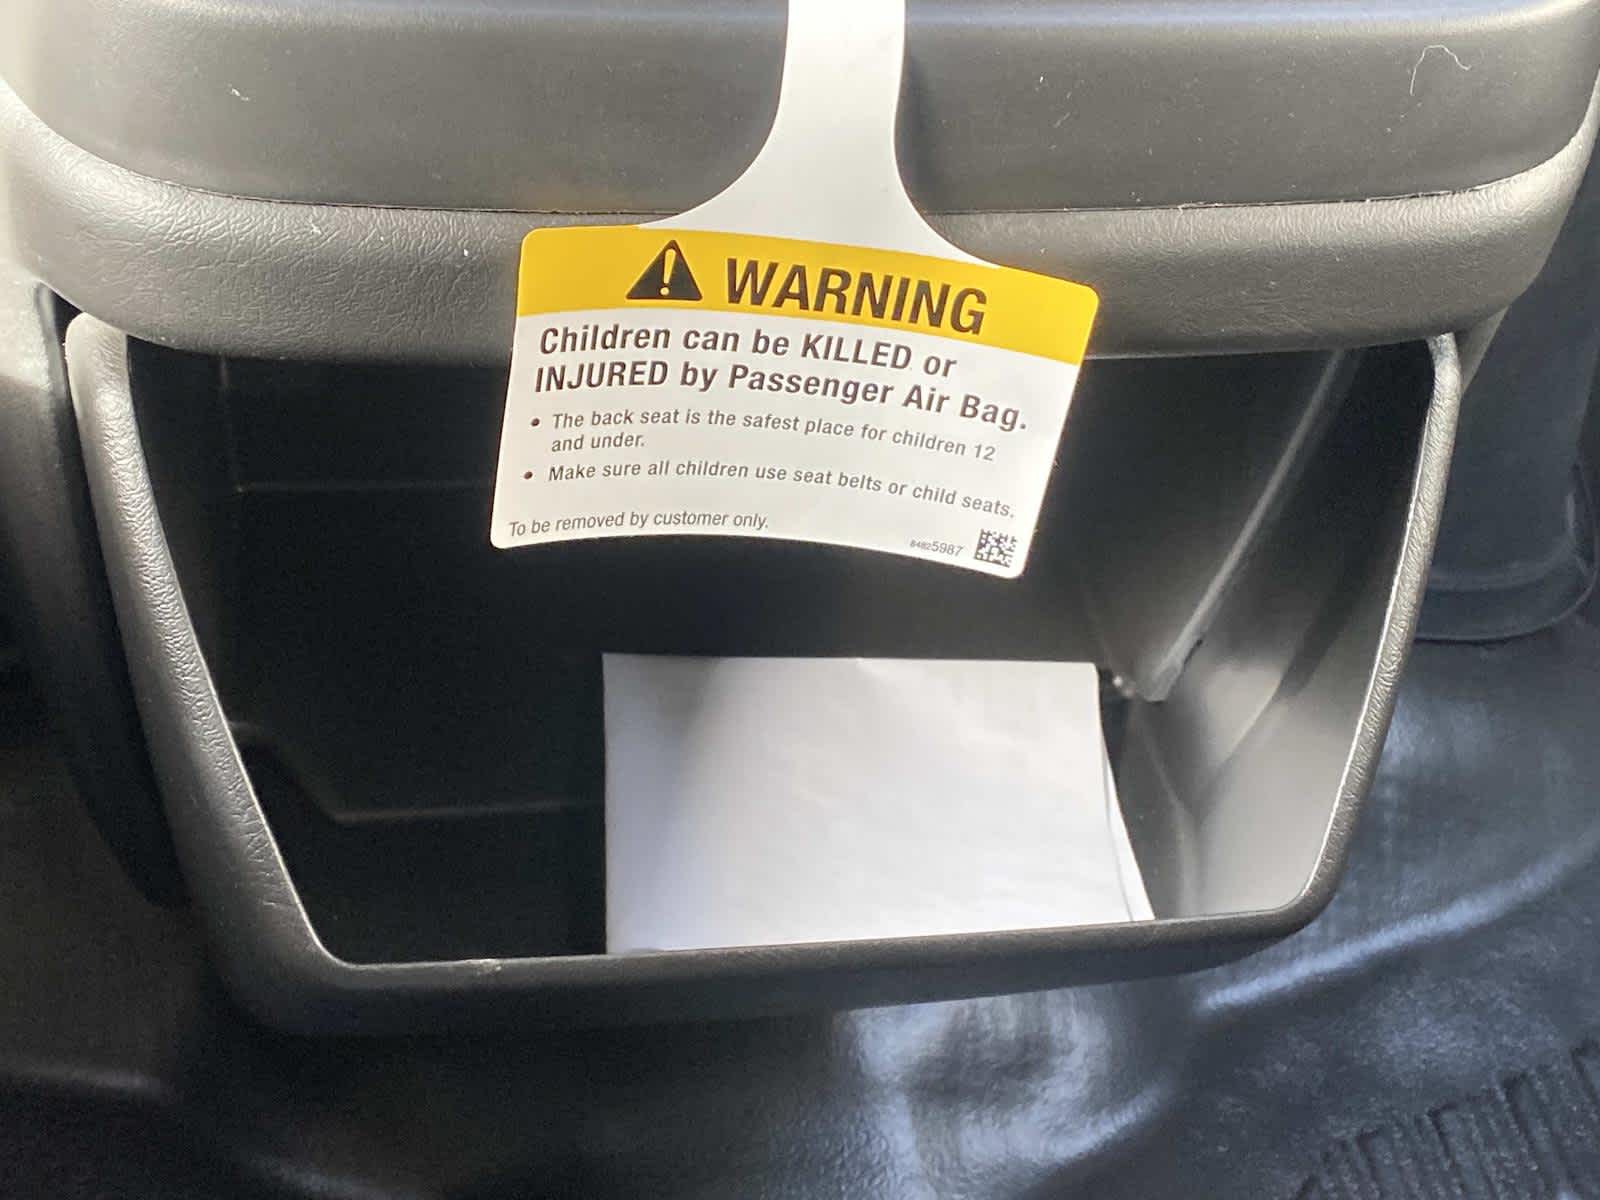 WARNING
Children can be KILLED or
INJURED by Passenger Air Bag.
• The back seat is the safest place for children 12
and under.
• Make sure all children use seat belts or child seats.
To be removed by customer only.
84825987